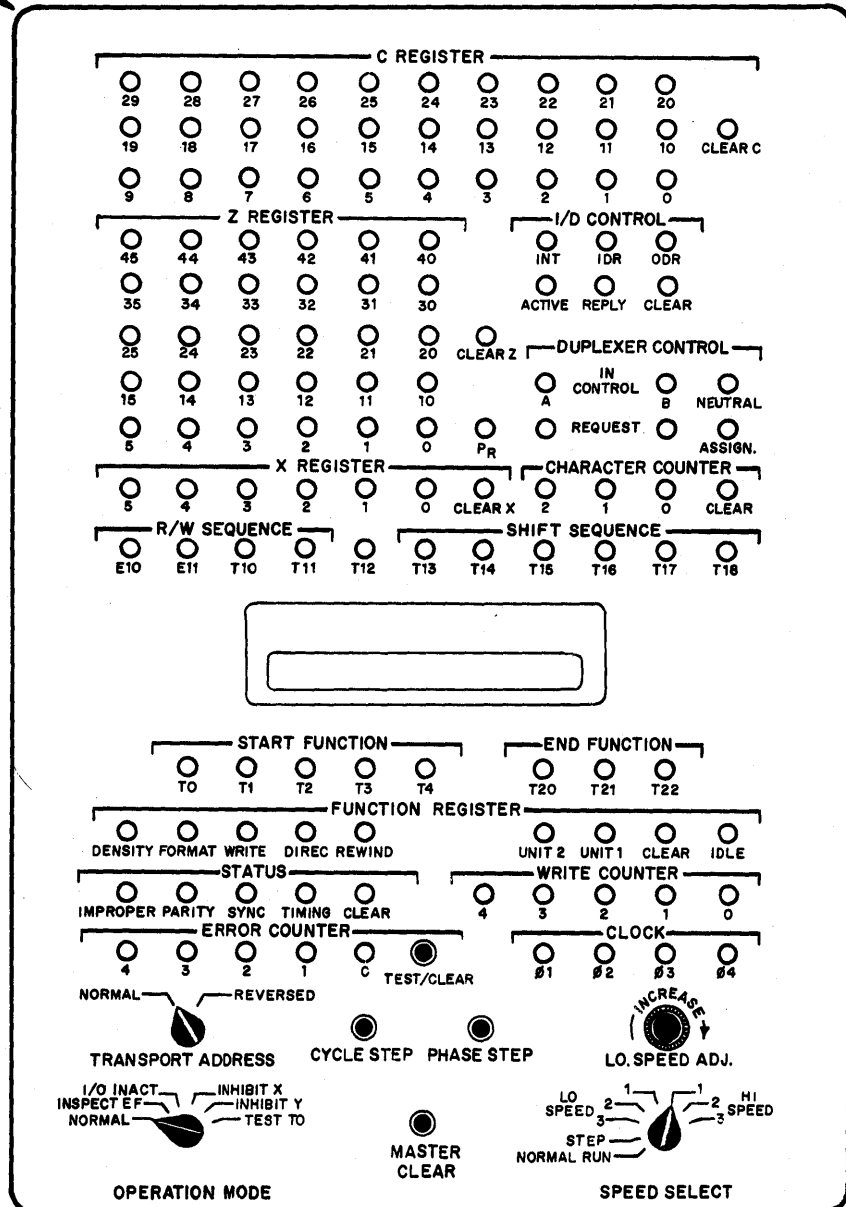 C REGISTER
29 28 27 26 25 24 23 22 21 20
19 18 17 16 15 14 13 12 11 10 CLEAR C
9 8 7 6 5 4 3 2 1 0
Z REGISTER I/D CONTROL
45 44 43 42 41 40 INT IDR ODR
35 34 33 32 31 30 ACTIVE REPLY CLEAR
25 24 23 22 21 20 CLEAR Z DUPLEXER CONTROL
15 14 13 12 11 10 A IN CONTROL B NEUTRAL
5 4 3 2 1 0 PR REQUEST ASSIGN.
X REGISTER CHARACTER COUNTER
5 4 3 2 1 0 CLEAR X 2 1 0 CLEAR
R/W SEQUENCE SHIFT SEQUENCE
E10 E11 T10 T11 T12 T13 T14 T15 T16 T17 T18
START FUNCTION END FUNCTION
T0 T1 T2 T3 T4 T20 T21 T22
FUNCTION REGISTER
DENSITY FORMAT WRITE DIREC REWIND UNIT 2 UNIT 1 CLEAR IDLE
STATUS WRITE COUNTER
IMPROPER PARITY SYNC TIMING CLEAR 4 3 2 1 0
ERROR COUNTER CLOCK
4 3 2 1 C TEST/CLEAR Ø1 Ø2 Ø3 Ø4
NORMAL REVERSED INCREASE
TRANSPORT ADDRESS CYCLE STEP PHASE STEP LO. SPEED ADJ.
I/O INACT INHIBIT X
INSPECT EF INHIBIT Y
NORMAL TEST TO
LO SPEED 1 2 3 1 2 3 HI SPEED
STEP
NORMAL RUN
MASTER CLEAR
OPERATION MODE SPEED SELECT